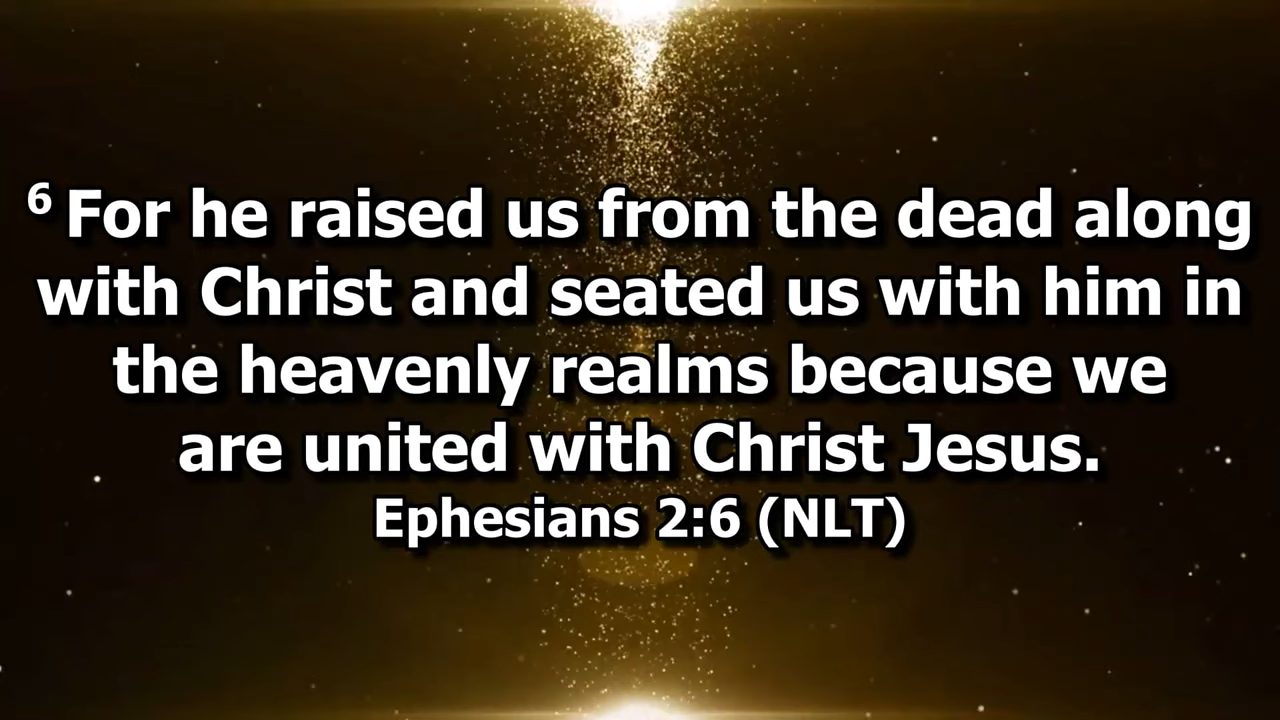 ⁶ For he raised us from the dead along
with Christ and seated us with him in
the heavenly realms because we
are united with Christ Jesus.
Ephesians 2:6 (NLT)